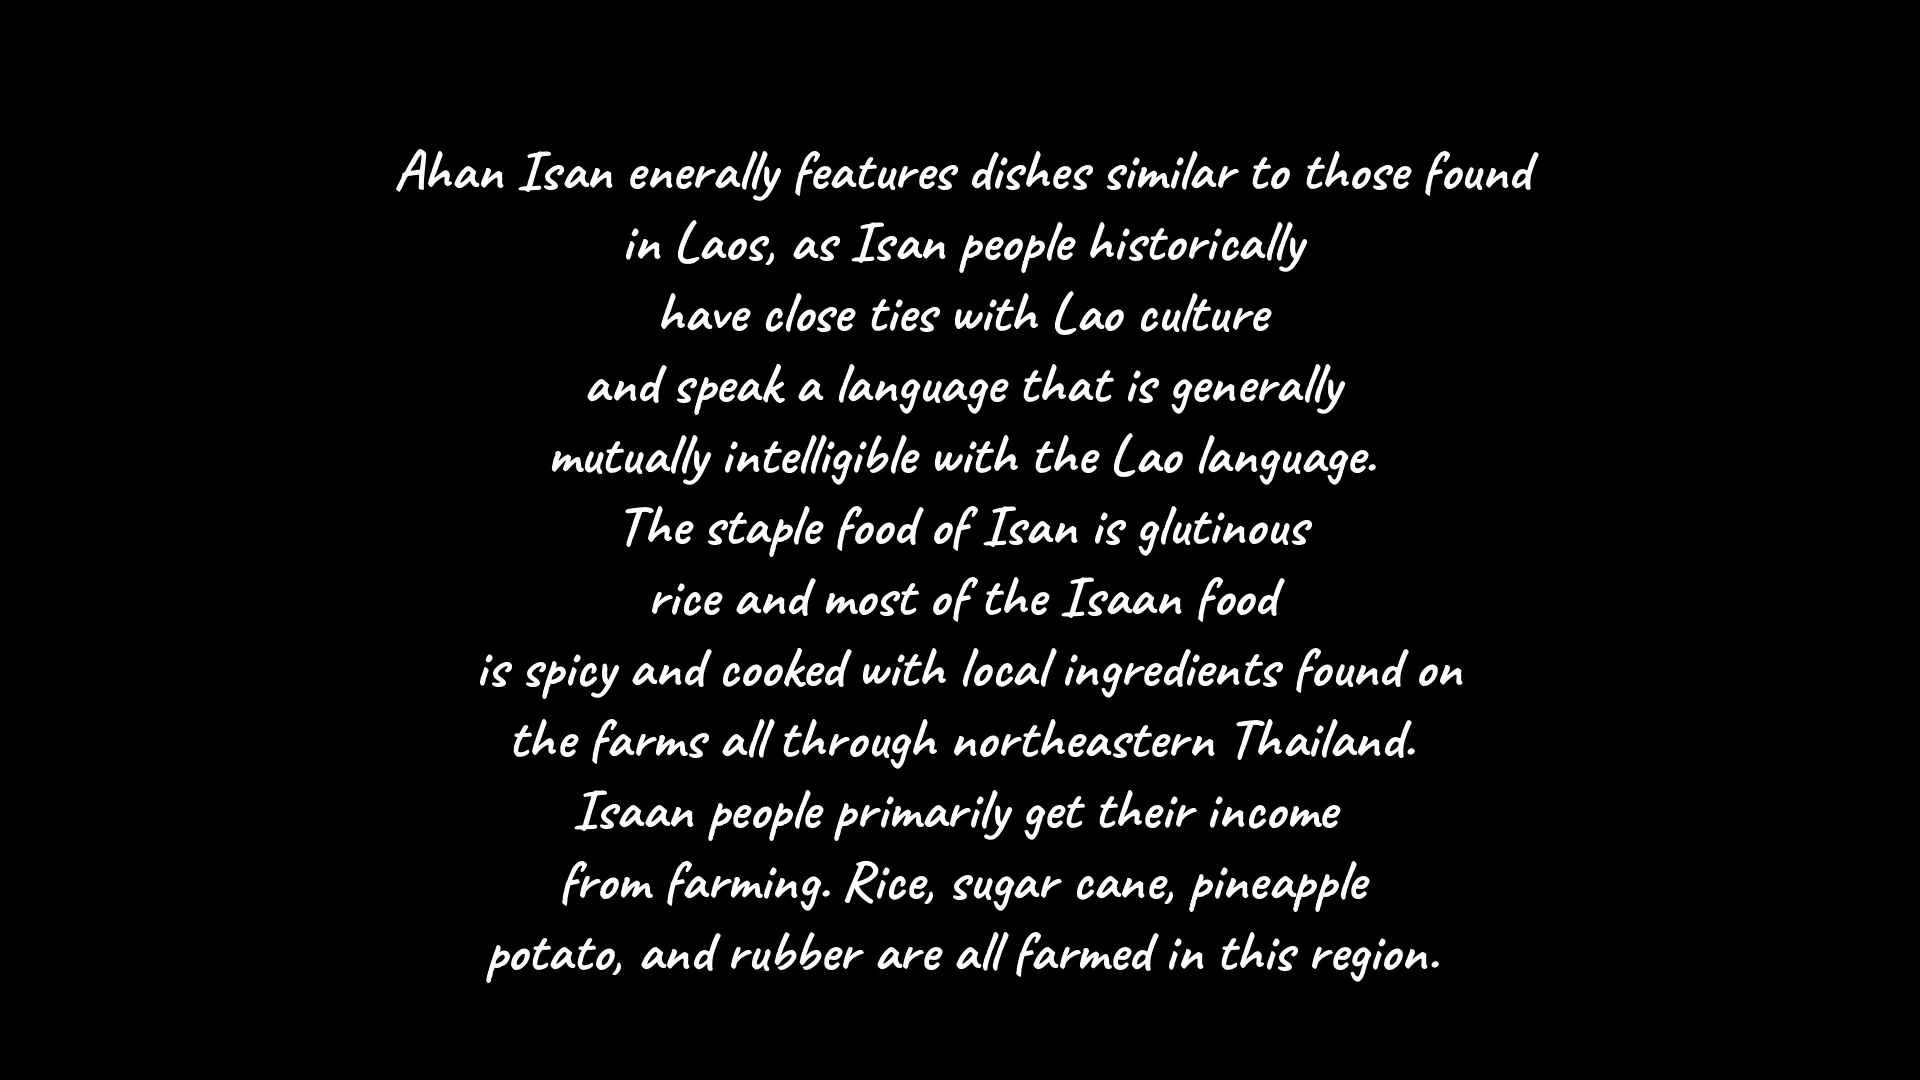 Ahan Isan enerally features dishes similar to those found
in Laos, as Isan people historically
have close ties with Lao culture
and speak a language that is generally
mutually intelligible with the Lao language.
The staple food of Isan is glutinous
rice and most of the Isaan food
is spicy and cooked with local ingredients found on
the farms all through northeastern Thailand.
Isaan people primarily get their income
from farming. Rice, sugar cane, pineapple
potato, and rubber are all farmed in this region.